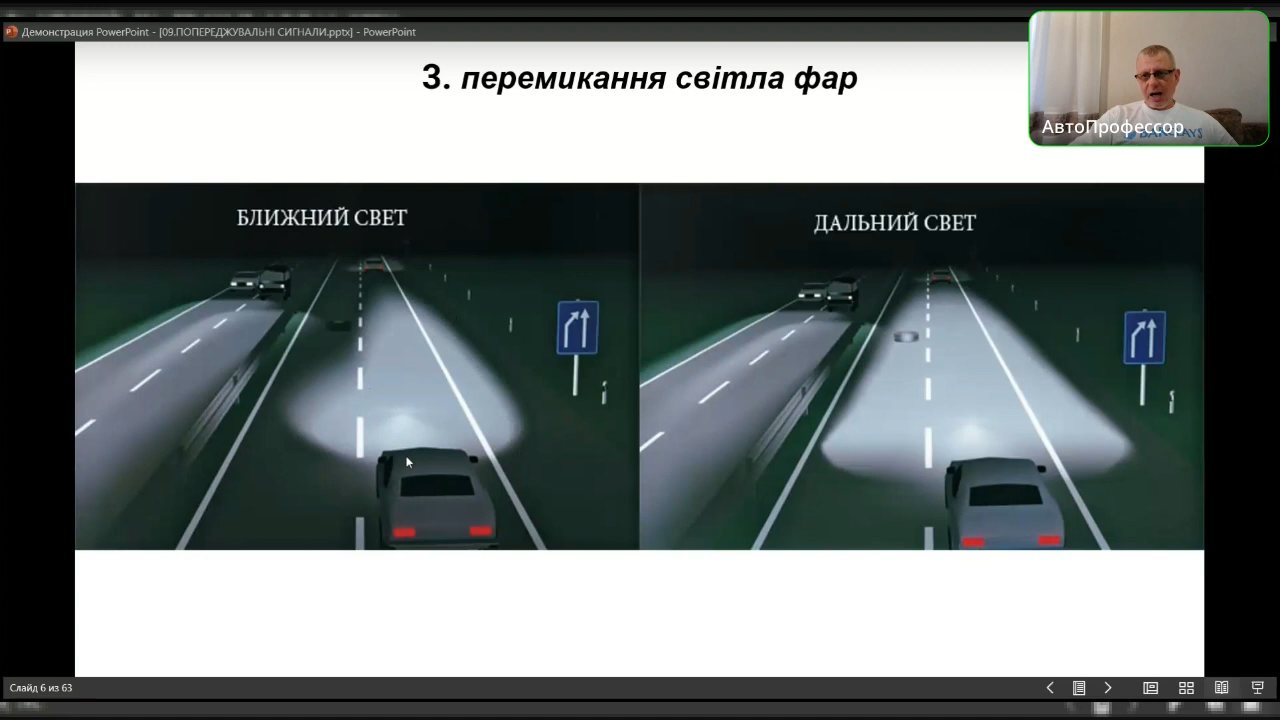 Демонстрация PowerPoint - [09.ПОПЕРЕДЖУВАЛЬНІ СИГНАЛИ.pptx] - PowerPoint
3. перемикання світла фар
АвтоПрофессор
BARCLAYS
БЛИЖНИЙ СВЕТ
ДАЛЬНИЙ СВЕТ
Слайд 6 из 63